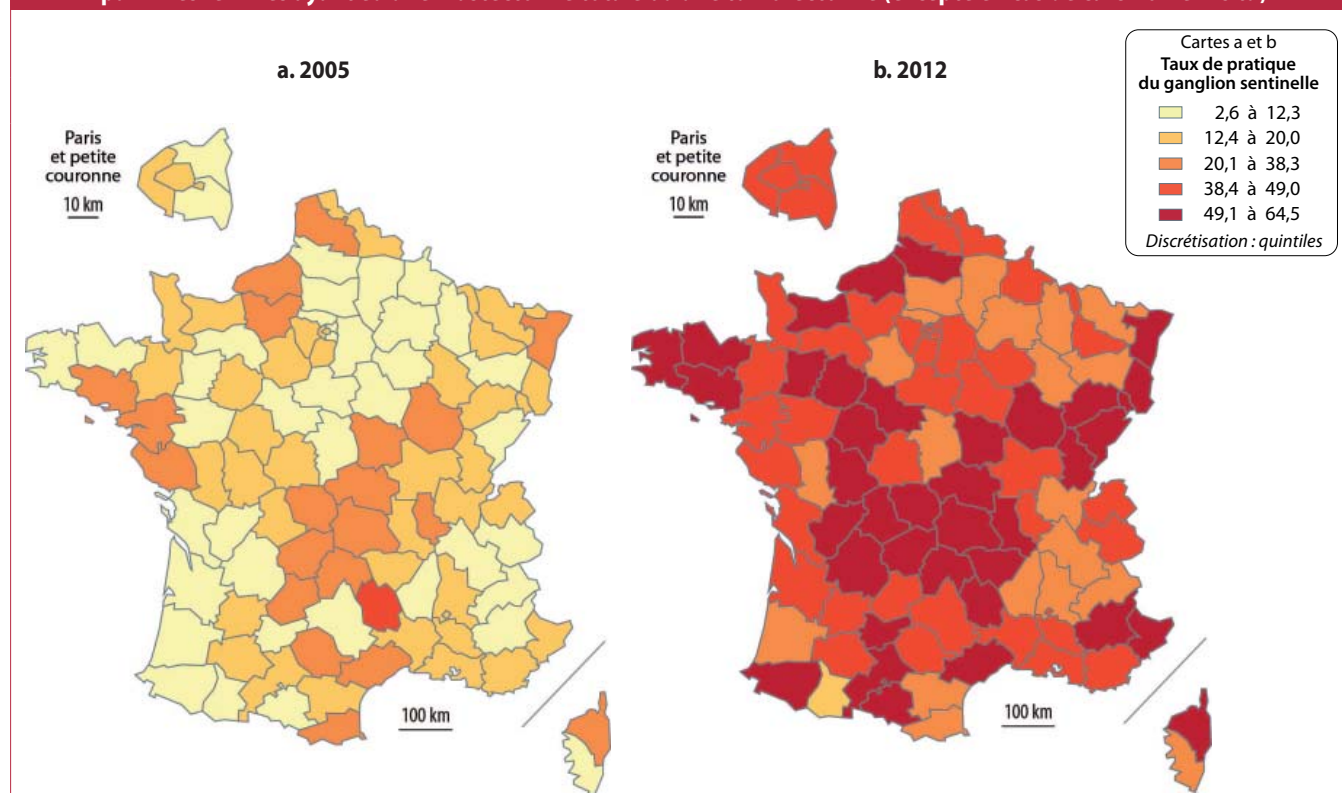 a. 2005
Paris
et petite
couronne
10 km
100 km
b. 2012
Paris
et petite
couronne
10 km
100 km
Cartes a et b
Taux de pratique
du ganglion sentinelle
2,6 à 12,3
12,4 à 20,0
20,1 à 38,3
38,4 à 49,0
49,1 à 64,5
Discrétisation : quintiles